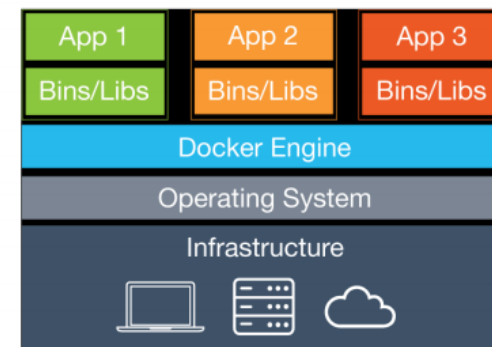 App 1
App 2
App 3
Bins/Libs
Bins/Libs
Bins/Libs
Docker Engine
Operating System
Infrastructure